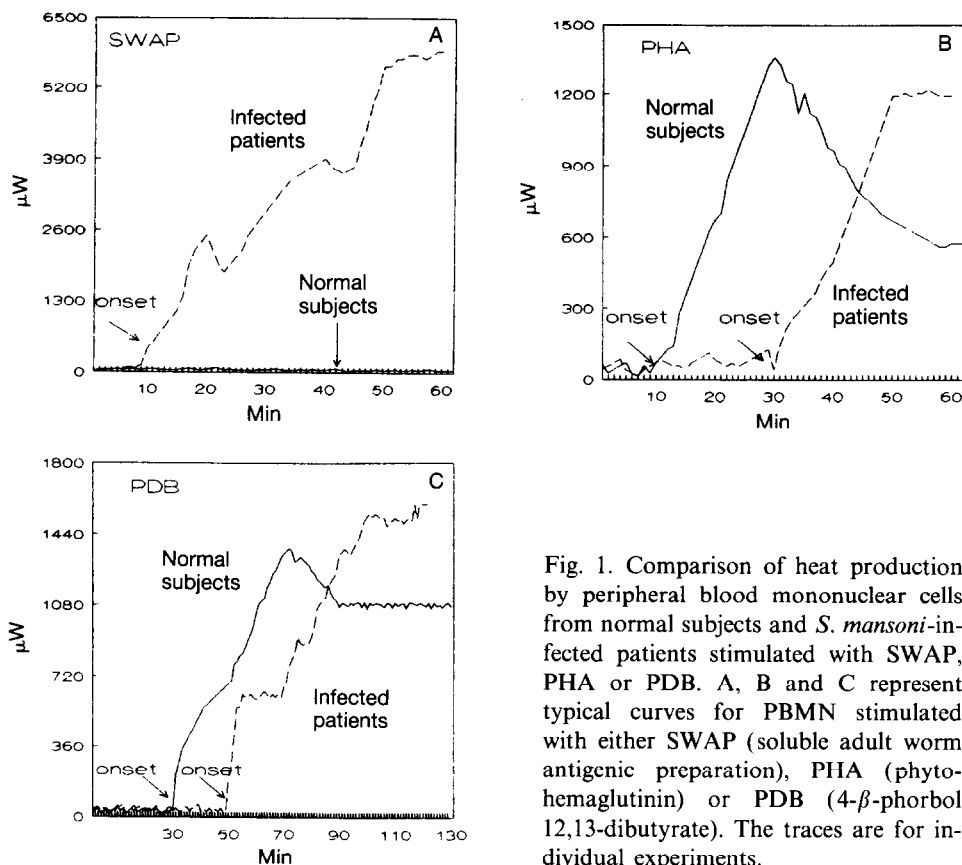 6500
SWAP
A
5200
Infected
patients
3900
µW
2600
Normal
subjects
1300
onset
0
10 20 30 40 50 60
Min
1500
PHA
B
1200
Normal
subjects
900
µW
600
Infected
patients
300
onset onset
0
10 20 30 40 50 60
Min
1800
PDB
C
1440
Normal
subjects
1080
µW
720
Infected
patients
360
onset onset
0
30 50 70 90 110 130
Min
Fig. 1. Comparison of heat production
by peripheral blood mononuclear cells
from normal subjects and S. mansoni-in-
fected patients stimulated with SWAP,
PHA or PDB. A, B and C represent
typical curves for PBMN stimulated
with either SWAP (soluble adult worm
antigenic preparation), PHA (phyto-
hemaglutinin) or PDB (4-β-phorbol
12,13-dibutyrate). The traces are for in-
dividual experiments.